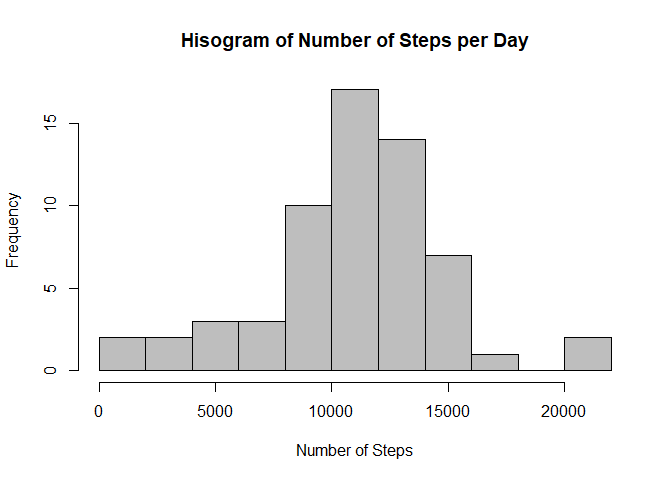 Hisogram of Number of Steps per Day
Frequency
15
10
5
0
0 5000 10000 15000 20000
Number of Steps